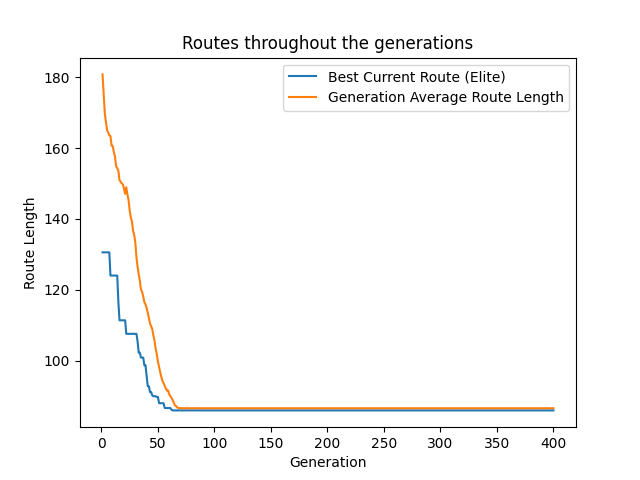 Routes throughout the generations
Best Current Route (Elite)
Generation Average Route Length
Route Length
180
160
140
120
100
0 50 100 150 200 250 300 350 400
Generation